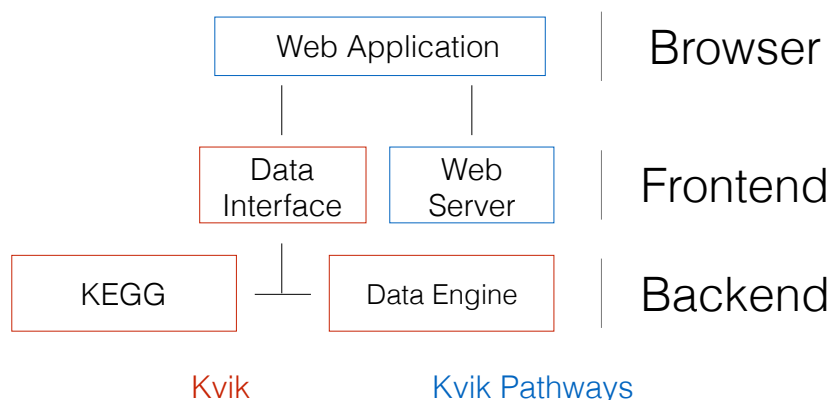 Web Application
Browser
Data
Interface
Web
Server
Frontend
KEGG
Data Engine
Backend
Kvik
Kvik Pathways